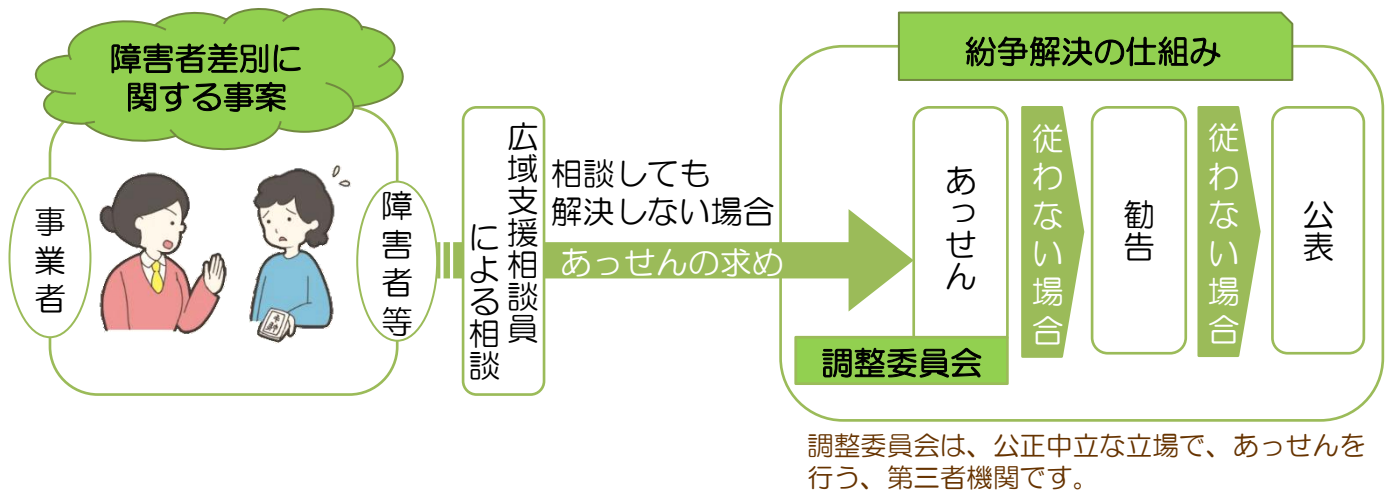 障害者差別に
関する事案
事業者
障害者等
広域支援相談員
による相談
相談しても
解決しない場合
あっせんの求め
紛争解決の仕組み
あっせん
調整委員会
従わない場合
勧告
従わない場合
公表
調整委員会は、公正中立な立場で、あっせんを
行う、第三者機関です。